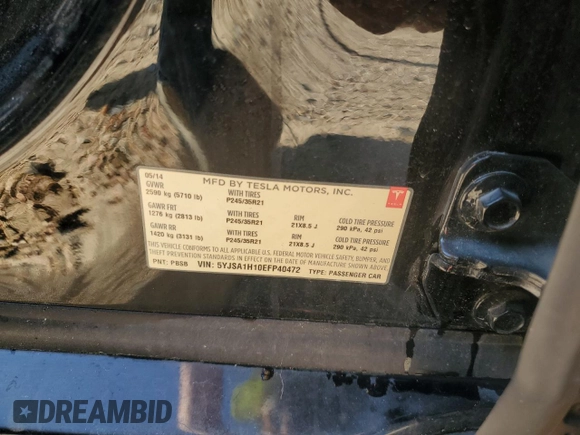 05/14
MFD BY TESLA MOTORS, INC.
GVWR
2590 kg (5710 lb)
WITH TIRES
P245/35R21
GAWR FRT
1276 kg (2813 lb)
WITH TIRES
P245/35R21
RIM
21X8.5 J
COLD TIRE PRESSURE
290 kPa, 42 psi
GAWR RR
1420 kg (3131 lb)
WITH TIRES
P245/35R21
RIM
21X8.5 J
COLD TIRE PRESSURE
290 kPa, 42 psi
THIS VEHICLE CONFORMS TO ALL APPLICABLE U.S. FEDERAL MOTOR VEHICLE SAFETY, BUMPER, AND
THEFT PREVENTION STANDARDS IN EFFECT ON THE DATE OF MANUFACTURE SHOWN ABOVE.
PNT: PBSB VIN: 5YJSA1H10EFP40472 TYPE: PASSENGER CAR
TESLA
DREAMBID